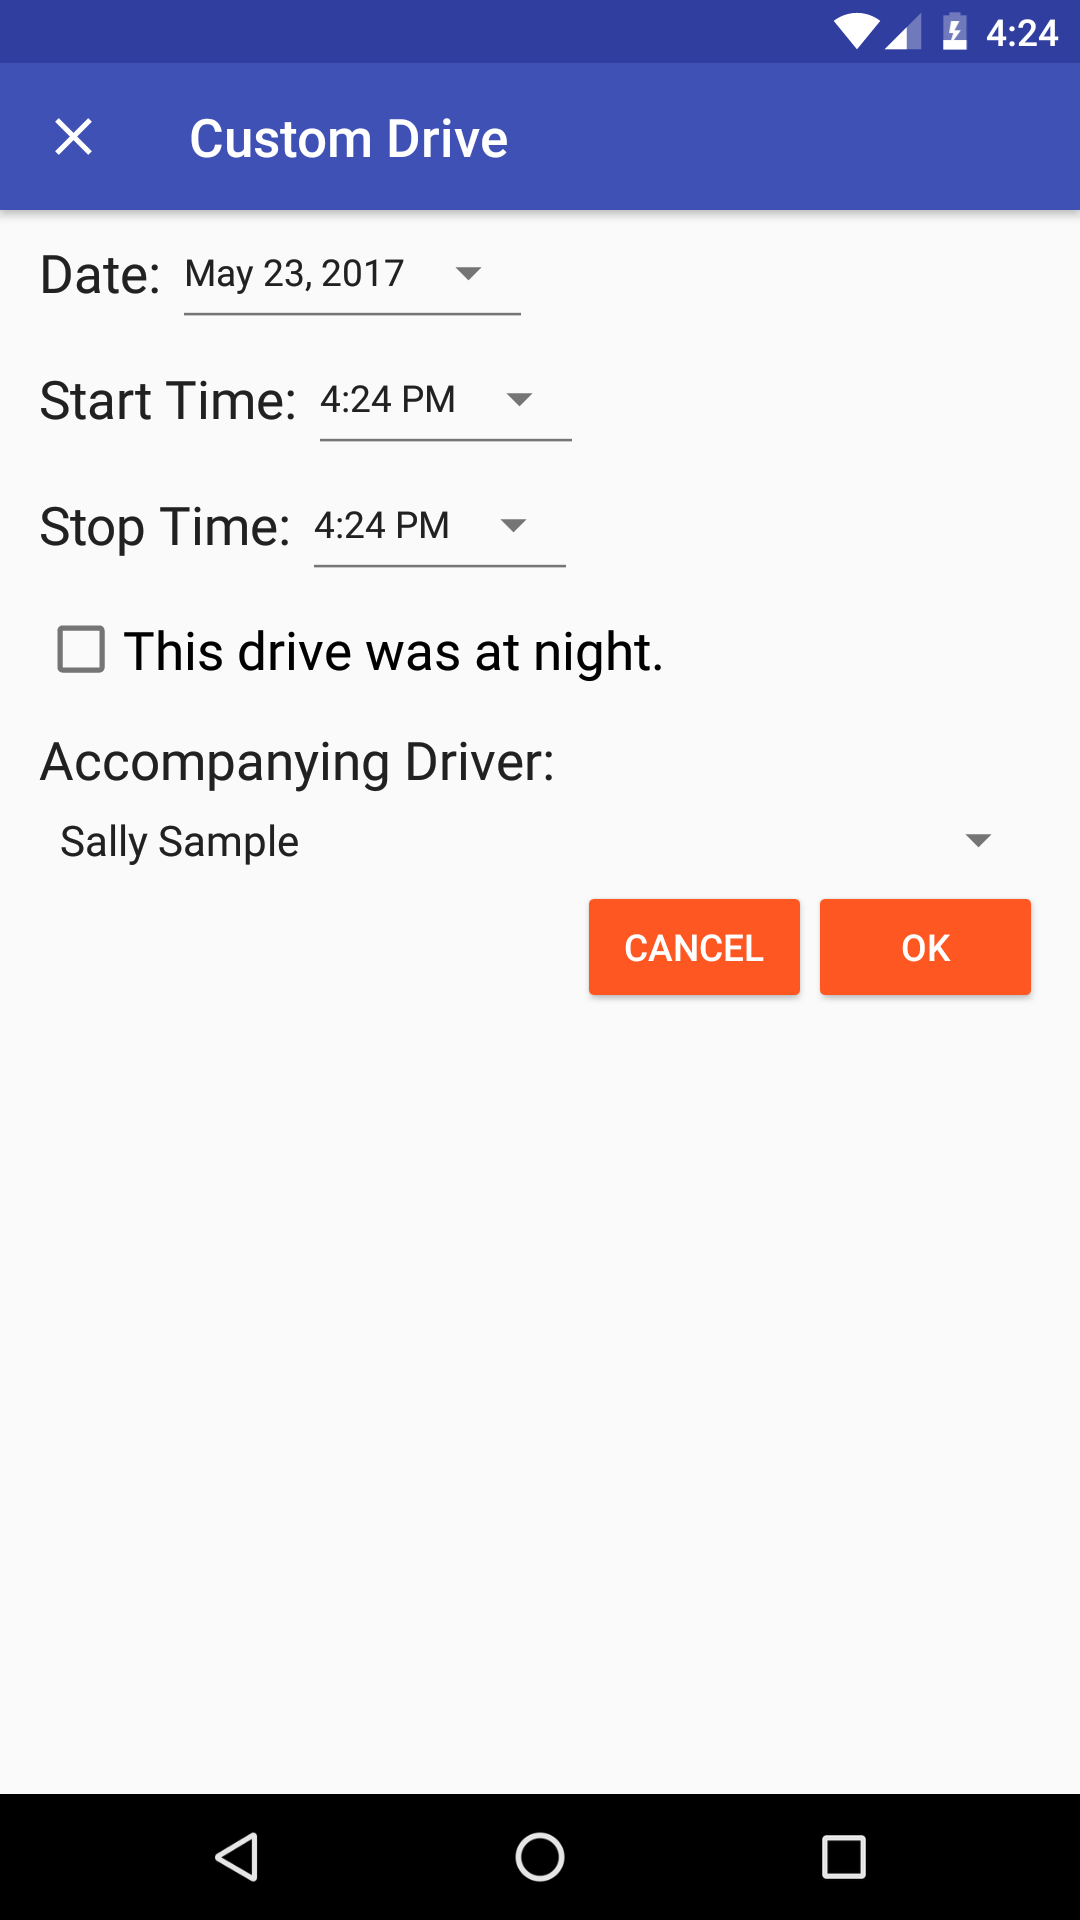 4:24
Custom Drive
Date: May 23, 2017
Start Time: 4:24 PM
Stop Time: 4:24 PM
This drive was at night.
Accompanying Driver:
Sally Sample
CANCEL OK